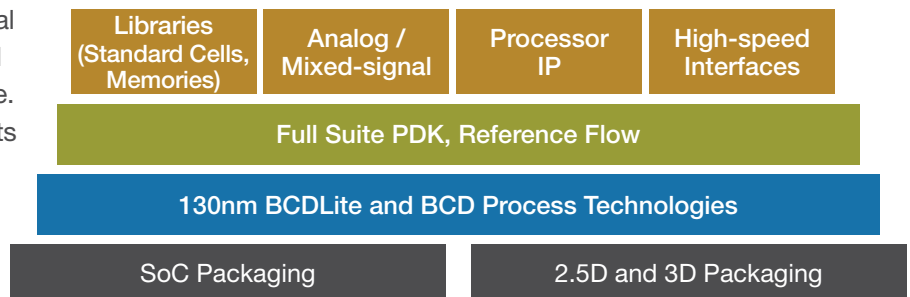 Libraries
(Standard Cells,
Memories)
Analog /
Mixed-signal
Processor
IP
High-speed
Interfaces
Full Suite PDK, Reference Flow
130nm BCDLite and BCD Process Technologies
SoC Packaging
2.5D and 3D Packaging